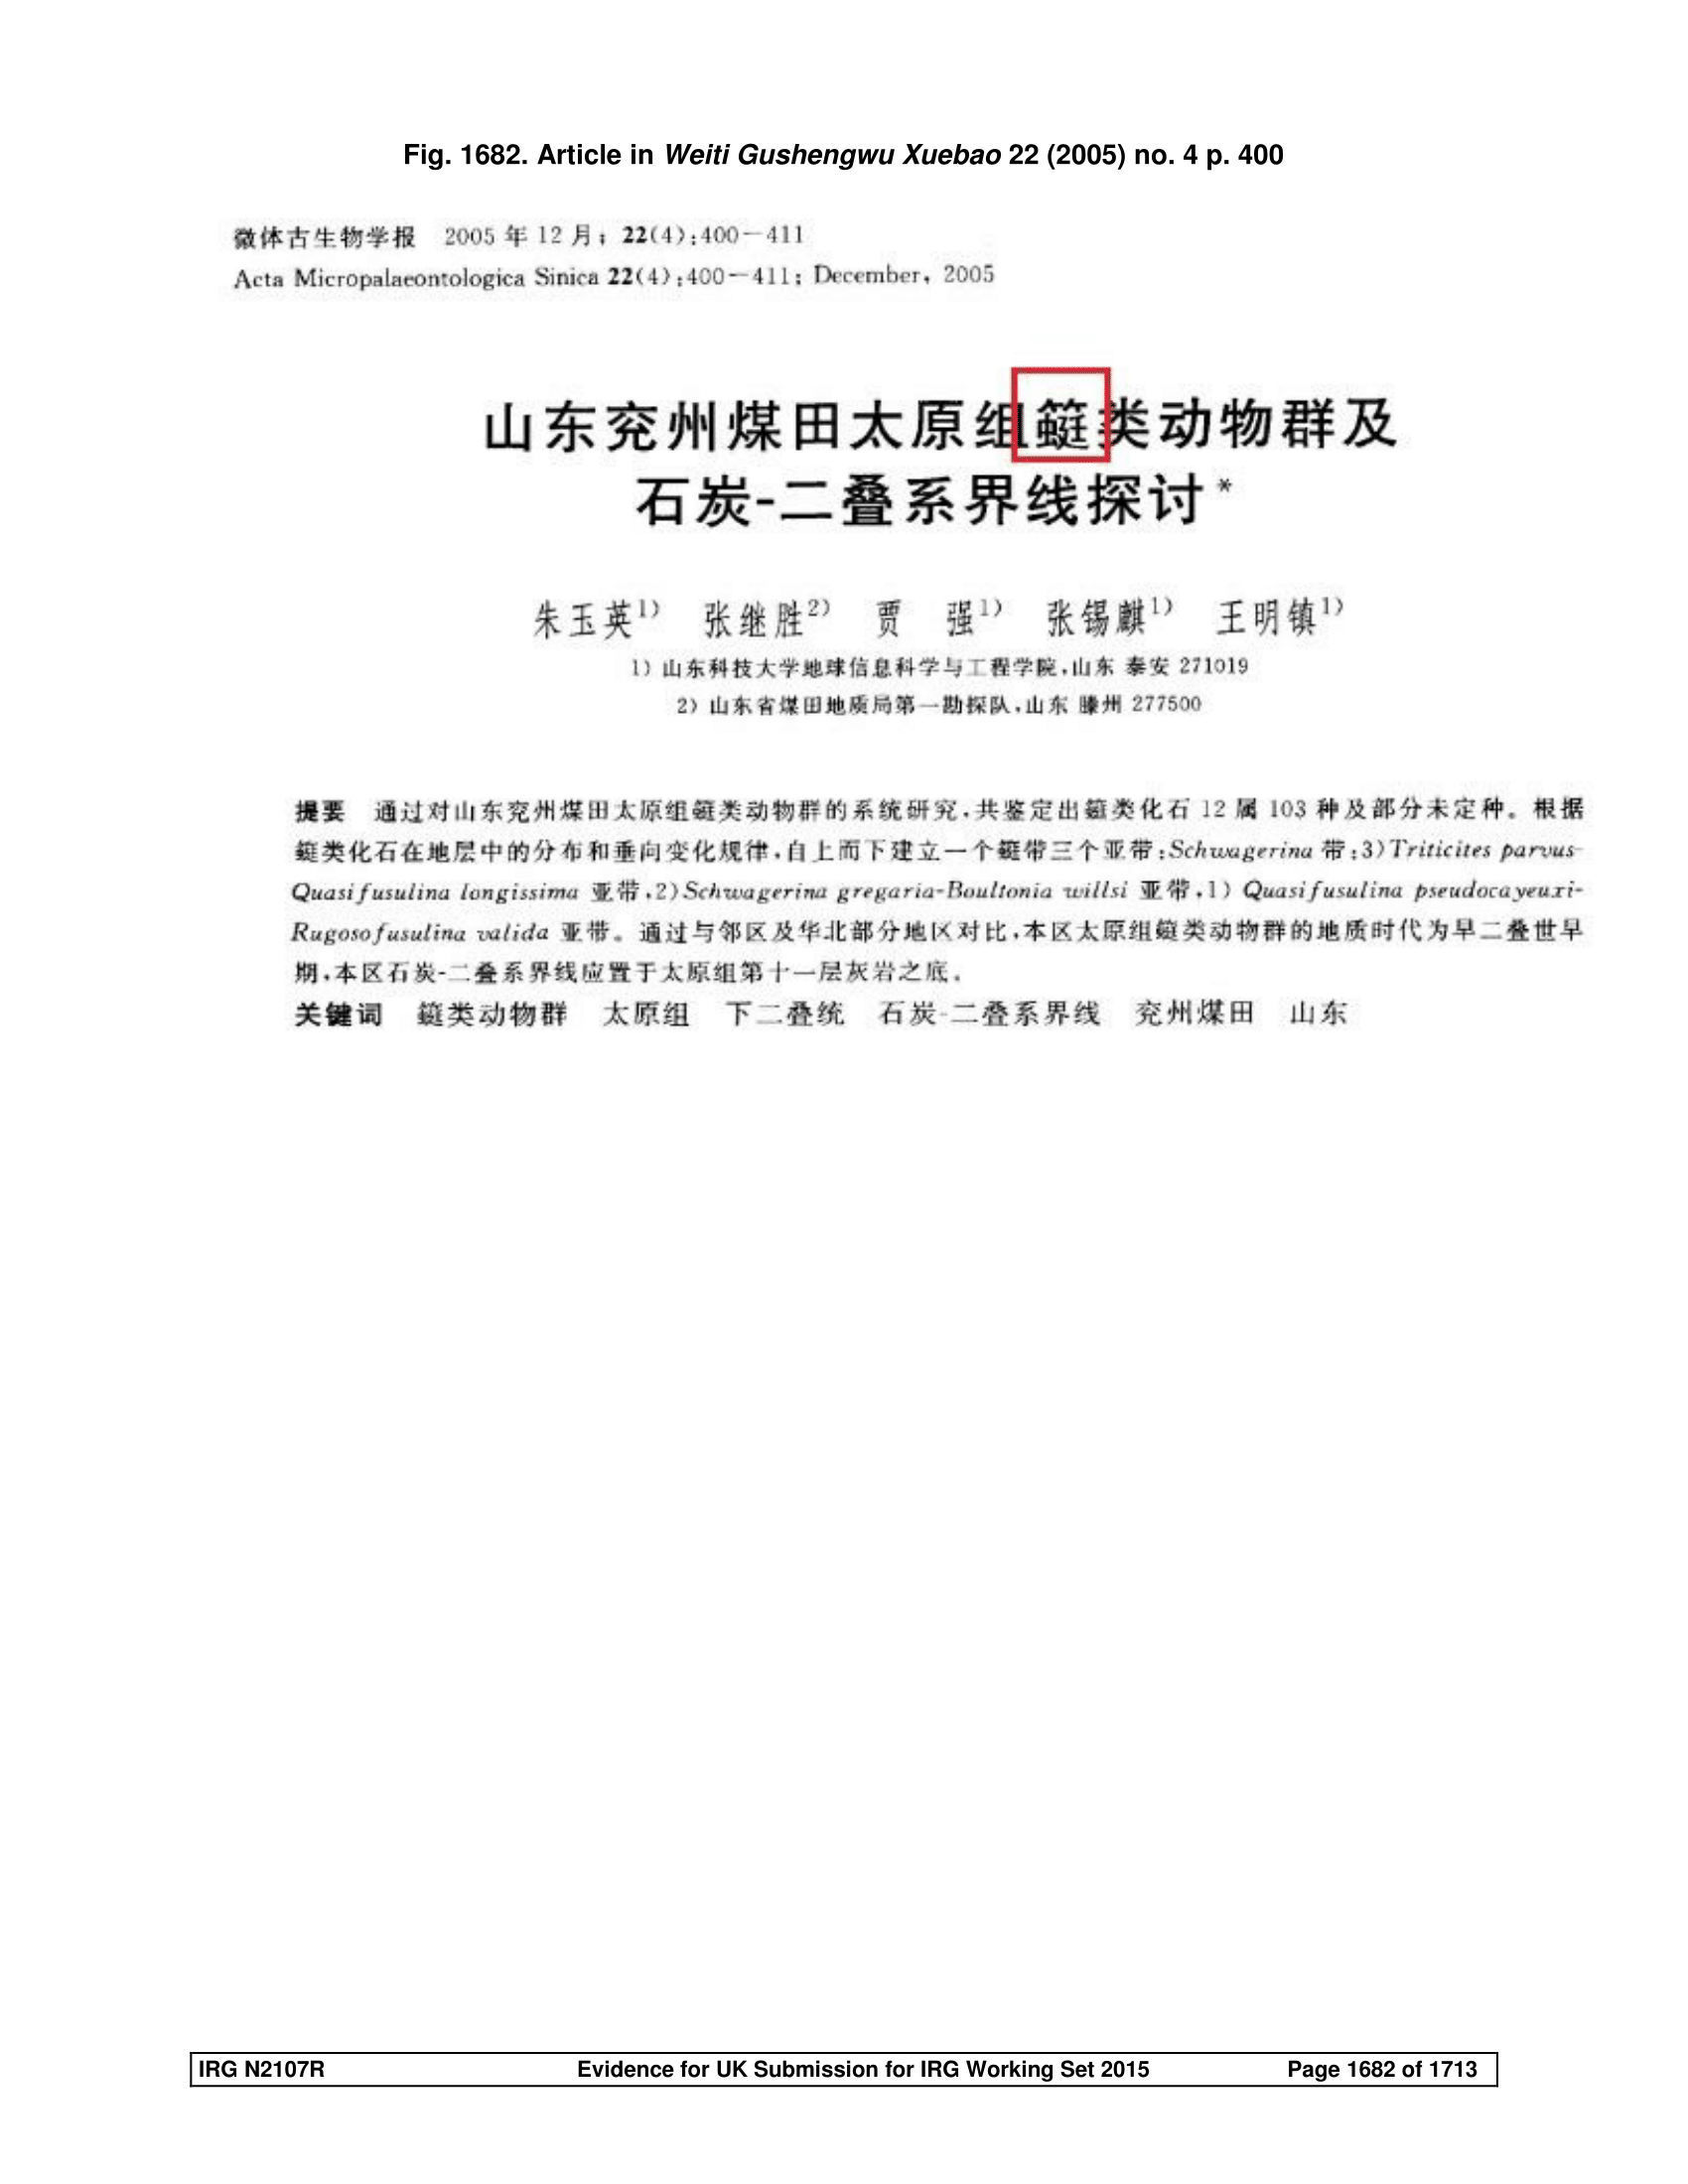 Fig. 1682. Article in Weiti Gushengwu Xuebao 22 (2005) no. 4 p. 400
微体古生物学报 2005 年 12 月; 22(4):400－411
Acta Micropalaeontologica Sinica 22(4):400－411; December, 2005
山东兖州煤田太原组䗴类动物群及
石炭-二叠系界线探讨*
朱玉英1) 张继胜2) 贾 强1) 张锡麒1) 王明镇1)
1) 山东科技大学地球信息科学与工程学院,山东 泰安 271019
2) 山东省煤田地质局第一勘探队,山东 滕州 277500
提要 通过对山东兖州煤田太原组䗴类动物群的系统研究,共鉴定出䗴类化石 12 属 103 种及部分未定种。根据
䗴类化石在地层中的分布和垂向变化规律,自上而下建立一个䗴带三个亚带:Schwagerina 带:3)Triticites parvus-
Quasifusulina longissima 亚带,2)Schwagerina gregaria-Boultonia willsi 亚带,1) Quasifusulina pseudocayeuxi-
Rugosofusulina valida 亚带。通过与邻区及华北部分地区对比,本区太原组䗴类动物群的地质时代为早二叠世早
期,本区石炭-二叠系界线应置于太原组第十一层灰岩之底。
关键词 䗴类动物群 太原组 下二叠统 石炭-二叠系界线 兖州煤田 山东
IRG N2107R Evidence for UK Submission for IRG Working Set 2015 Page 1682 of 1713